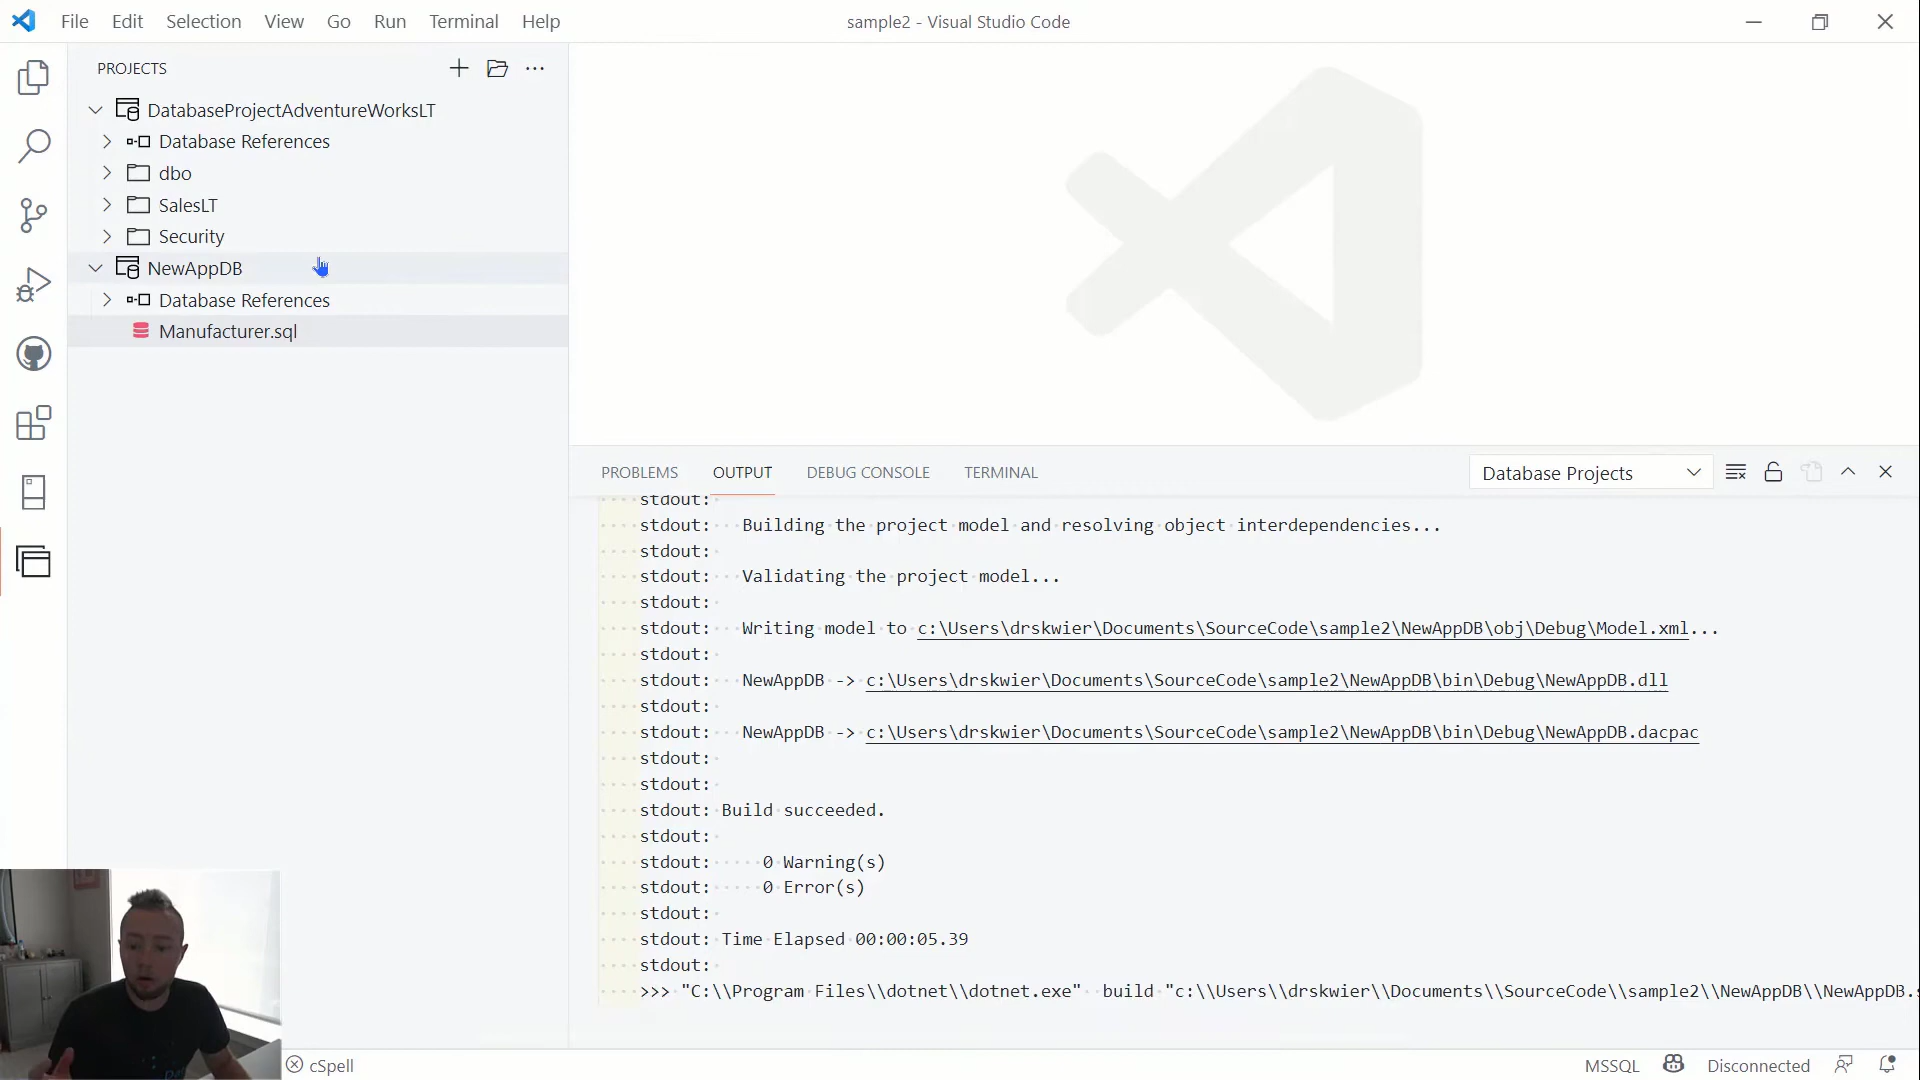 File Edit Selection View Go Run Terminal Help
sample2 - Visual Studio Code
PROJECTS
DatabaseProjectAdventureWorksLT
Database References
dbo
SalesLT
Security
NewAppDB
Database References
Manufacturer.sql
PROBLEMS OUTPUT DEBUG CONSOLE TERMINAL
Database Projects
stdout:
stdout: Building the project model and resolving object interdependencies...
stdout:
stdout: Validating the project model...
stdout:
stdout: Writing model to c:\Users\drskwier\Documents\SourceCode\sample2\NewAppDB\obj\Debug\Model.xml...
stdout:
stdout: NewAppDB -> c:\Users\drskwier\Documents\SourceCode\sample2\NewAppDB\bin\Debug\NewAppDB.dll
stdout:
stdout: NewAppDB -> c:\Users\drskwier\Documents\SourceCode\sample2\NewAppDB\bin\Debug\NewAppDB.dacpac
stdout:
stdout:
stdout: Build succeeded.
stdout:
stdout: 0 Warning(s)
stdout: 0 Error(s)
stdout:
stdout: Time Elapsed 00:00:05.39
stdout:
>>> "C:\\Program Files\\dotnet\\dotnet.exe" build "c:\\Users\\drskwier\\Documents\\SourceCode\\sample2\\NewAppDB\\NewAppDB.
cSpell
MSSQL
Disconnected